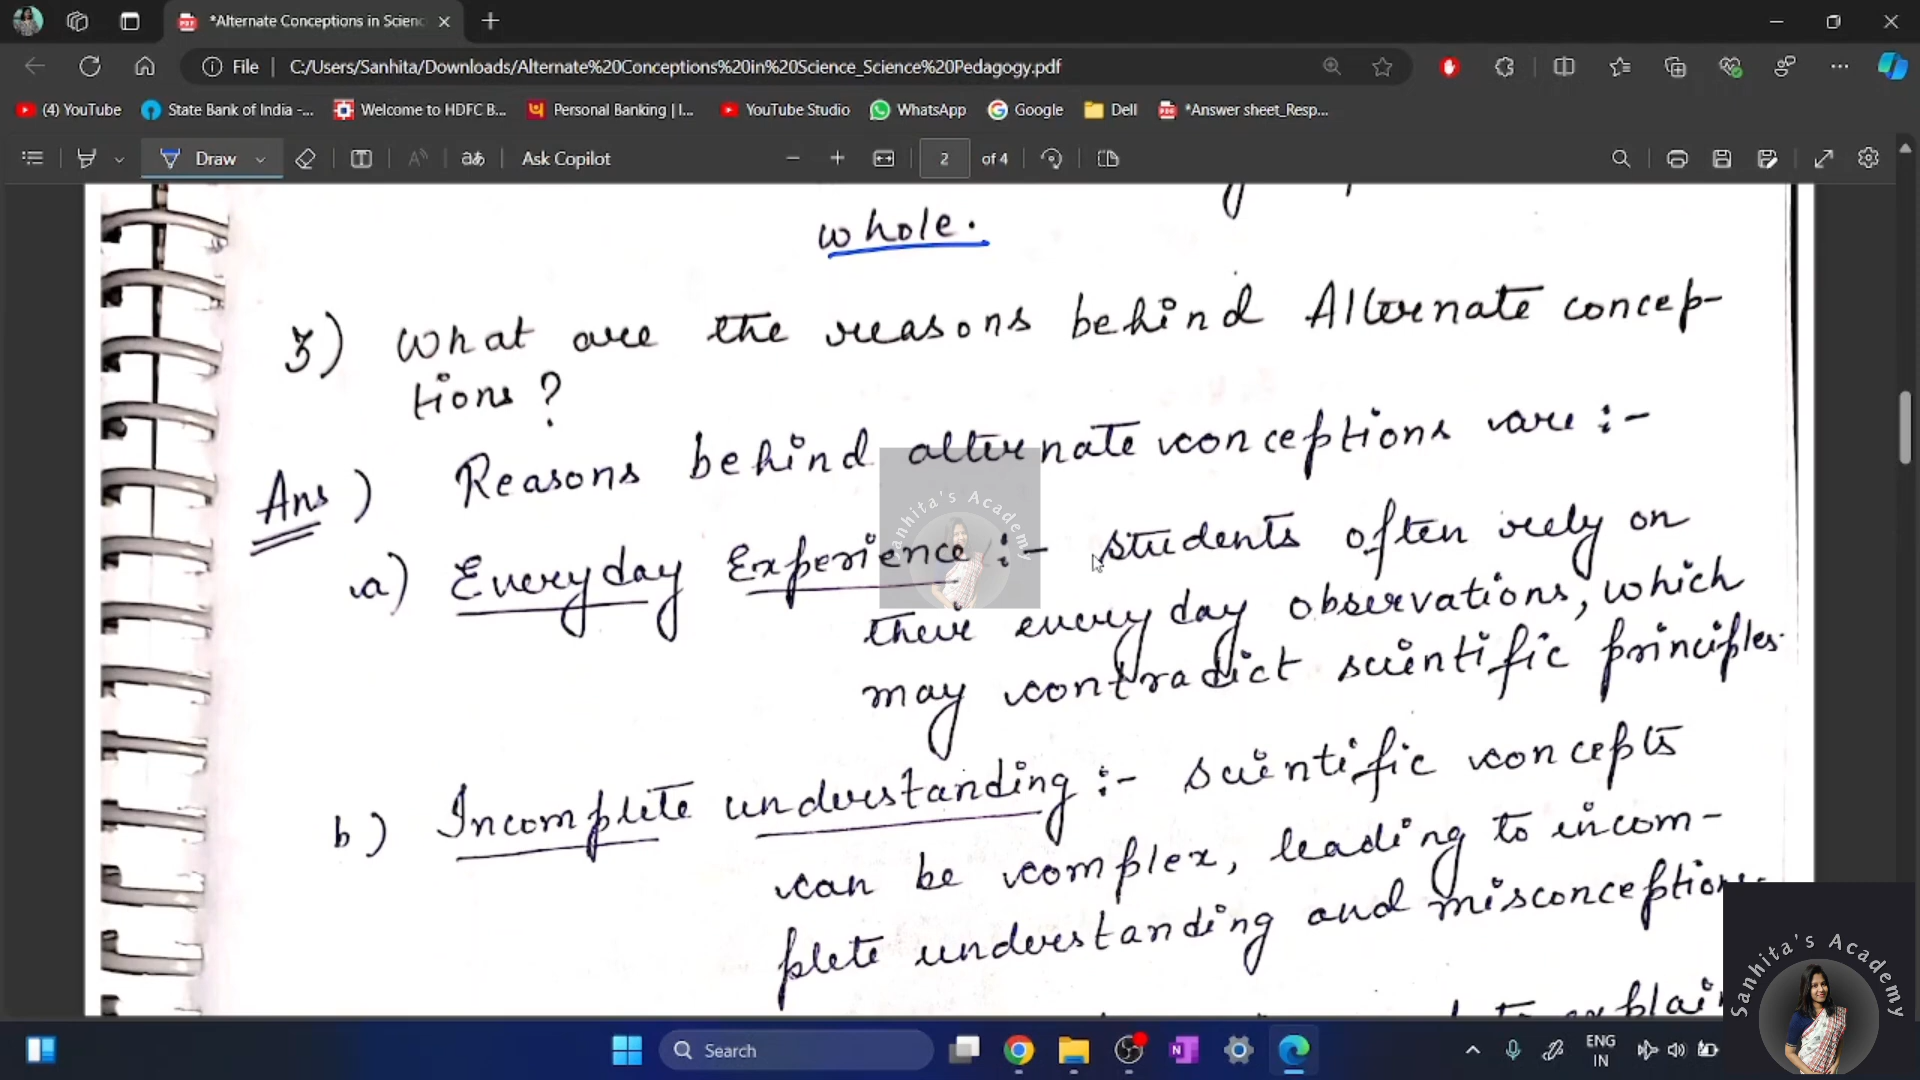 *Alternate Conceptions in Scienc
File
C:/Users/Sanhita/Downloads/Alternate%20Conceptions%20in%20Science_Science%20Pedagogy.pdf
(4) YouTube
State Bank of India -...
Welcome to HDFC B...
Personal Banking | I...
YouTube Studio
WhatsApp
Google
Dell
*Answer sheet_Resp...
Draw
Ask Copilot
2 of 4
whole.
3) What are the reasons behind Alternate concep-
tions?
Ans) Reasons behind alternate conceptions are :-
a) Everyday Experience :- students often rely on
their everyday observations, which
may contradict scientific principles.
b) Incomplete understanding :- scientific concepts
can be complex, leading to incom-
plete understanding and misconceptions.
Sanhita's Academy
Sanhita's Academy
Search
ENG
IN